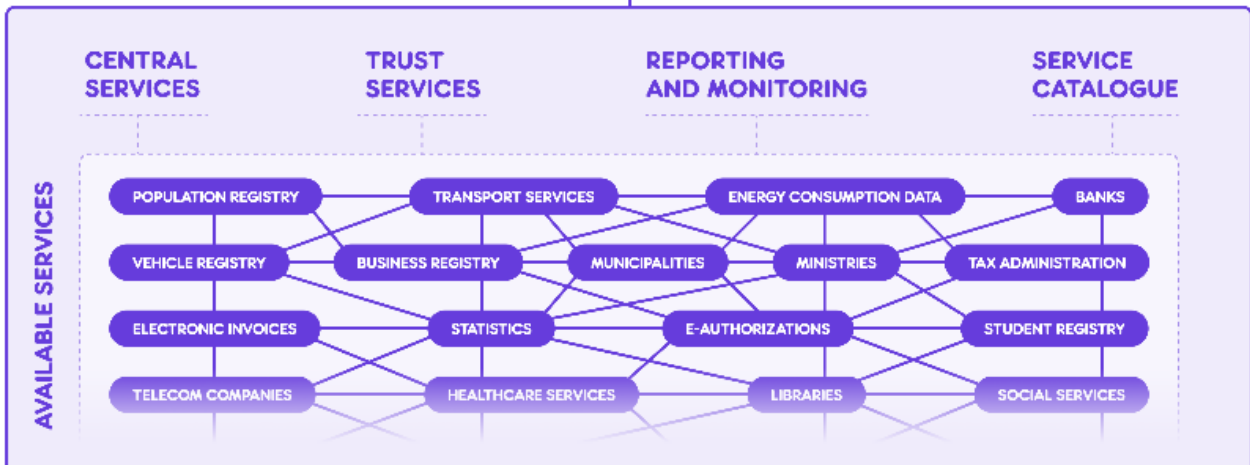 CENTRAL
SERVICES
TRUST
SERVICES
REPORTING
AND MONITORING
SERVICE
CATALOGUE
AVAILABLE SERVICES
POPULATION REGISTRY
TRANSPORT SERVICES
ENERGY CONSUMPTION DATA
BANKS
VEHICLE REGISTRY
BUSINESS REGISTRY
MUNICIPALITIES
MINISTRIES
TAX ADMINISTRATION
ELECTRONIC INVOICES
STATISTICS
E-AUTHORIZATIONS
STUDENT REGISTRY
TELECOM COMPANIES
HEALTHCARE SERVICES
LIBRARIES
SOCIAL SERVICES